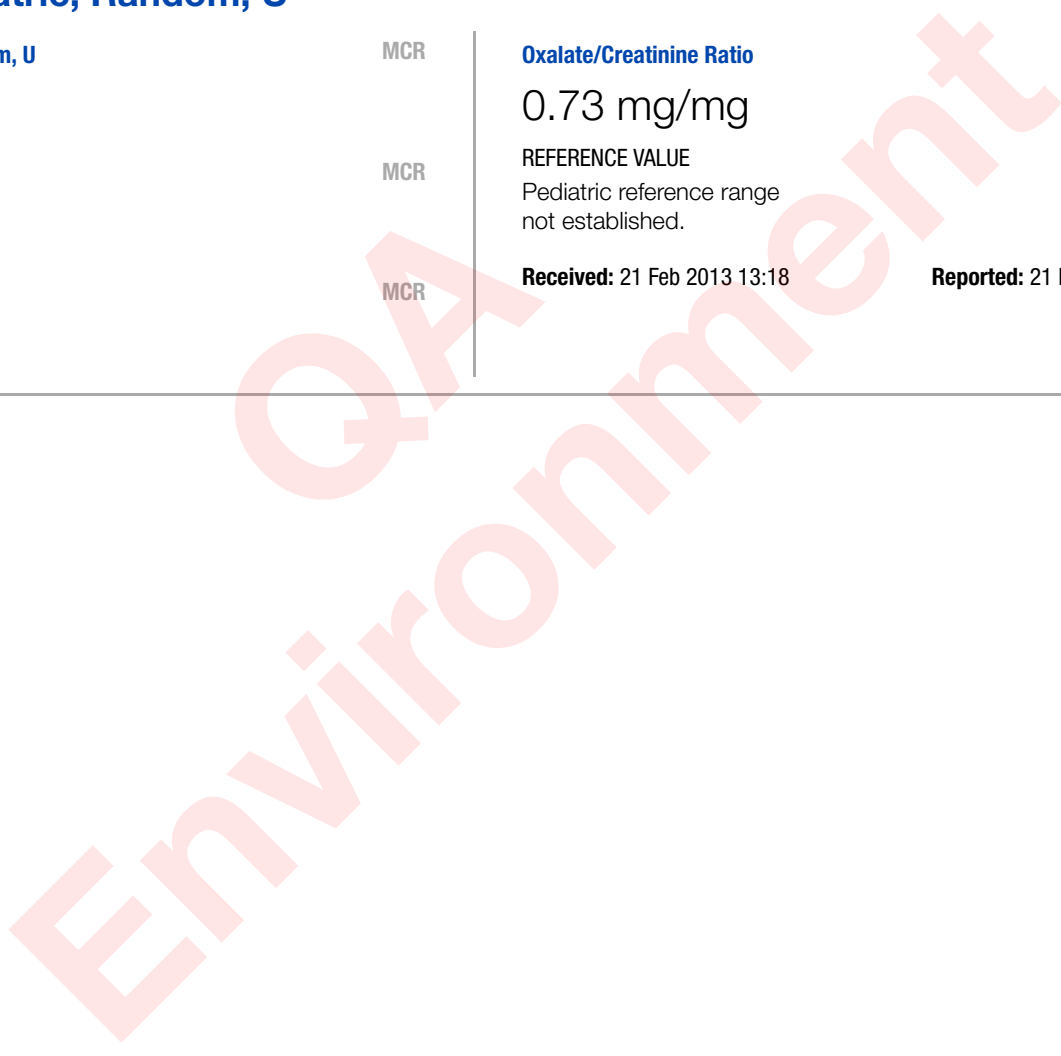 Random, U
m, U
MCR
MCR
MCR
Oxalate/Creatinine Ratio
0.73 mg/mg
REFERENCE VALUE
Pediatric reference range
not established.
Received: 21 Feb 2013 13:18
Reported: 21
QA
Environment